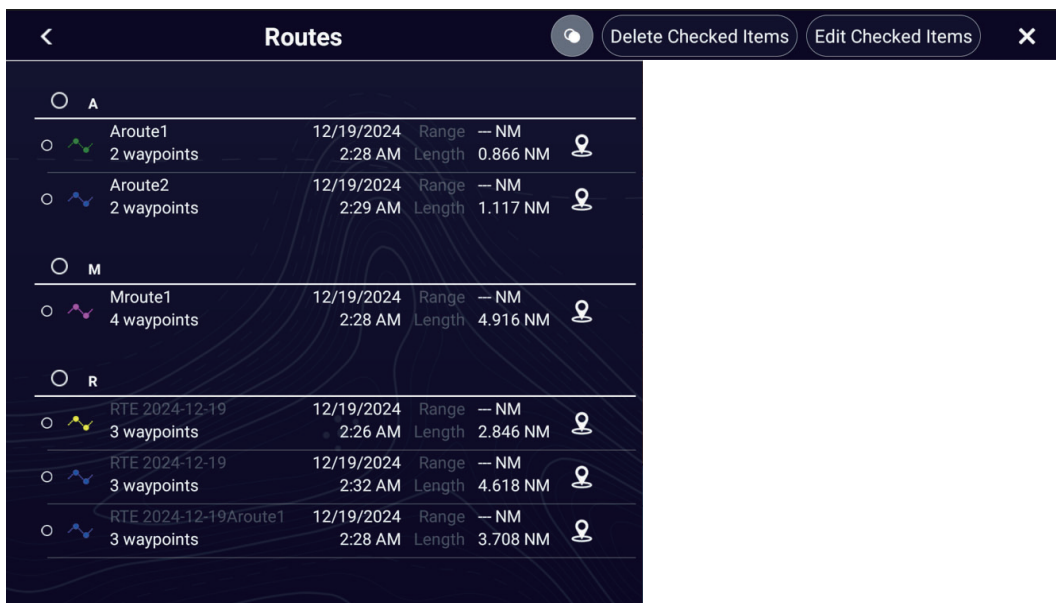 Routes Delete Checked Items Edit Checked Items
A
Aroute1 12/19/2024 Range --- NM
2 waypoints 2:28 AM Length 0.866 NM
Aroute2 12/19/2024 Range --- NM
2 waypoints 2:29 AM Length 1.117 NM
M
Mroute1 12/19/2024 Range --- NM
4 waypoints 2:28 AM Length 4.916 NM
R
RTE 2024-12-19 12/19/2024 Range --- NM
3 waypoints 2:26 AM Length 2.846 NM
RTE 2024-12-19 12/19/2024 Range --- NM
3 waypoints 2:32 AM Length 4.618 NM
RTE 2024-12-19Aroute1 12/19/2024 Range --- NM
3 waypoints 2:28 AM Length 3.708 NM